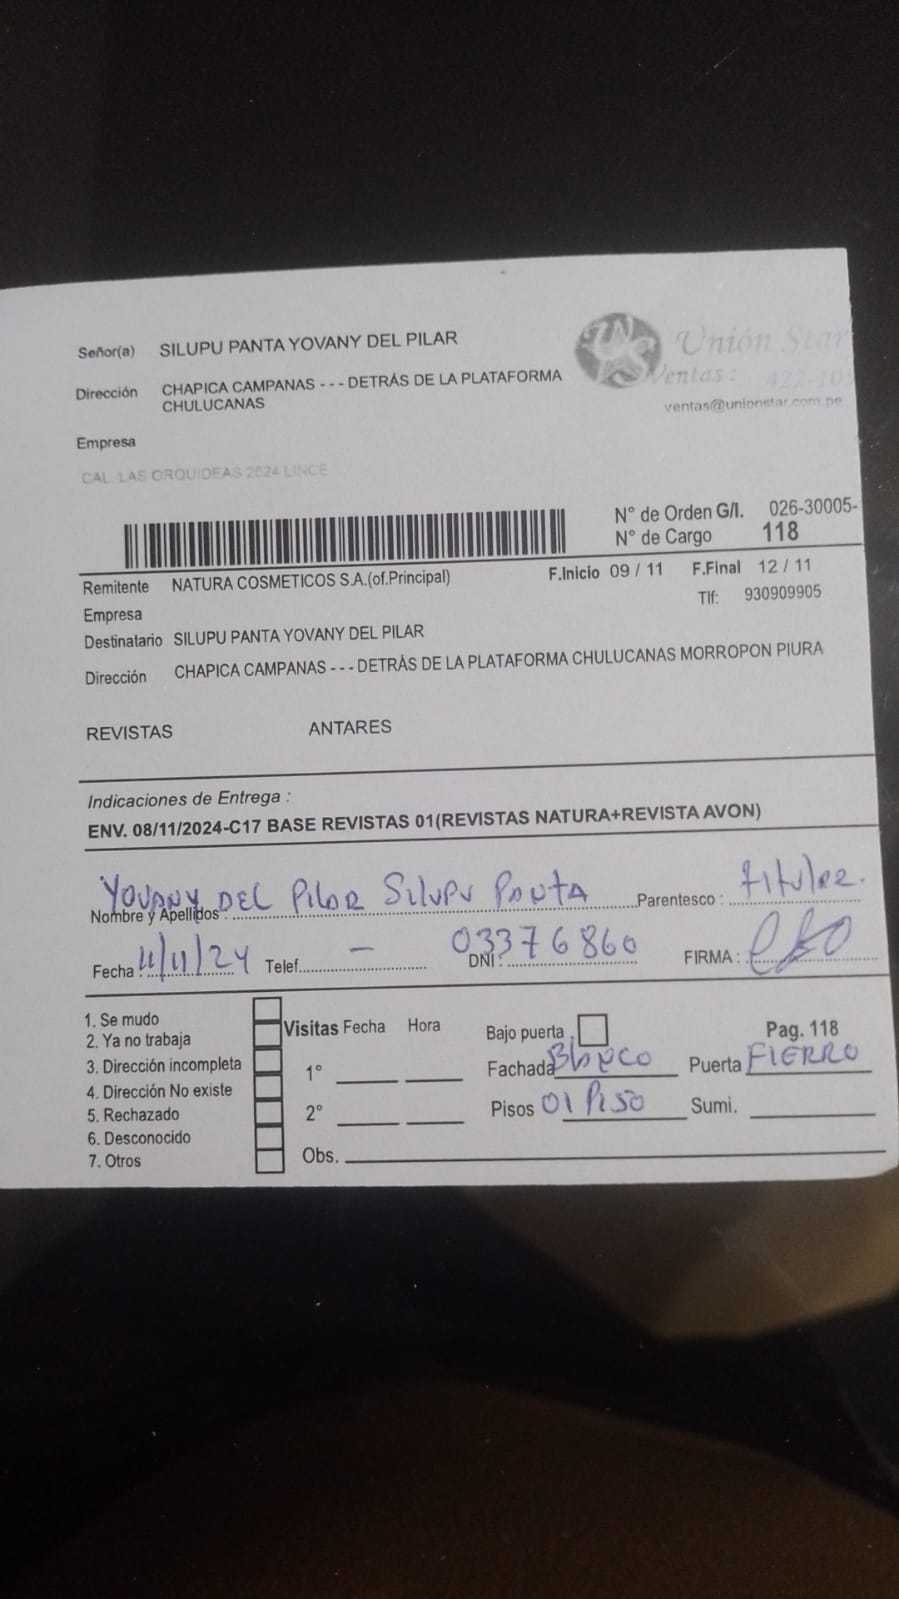 Señor(a) SILUPU PANTA YOVANY DEL PILAR
Unión Star
Ventas: 422-10
Dirección CHAPICA CAMPANAS - - - DETRÁS DE LA PLATAFORMA
CHULUCANAS
ventas@unionstar.com.pe
Empresa
CAL. LAS ORQUIDEAS 2024 LINCE
N° de Orden G/I. 026-30005-
N° de Cargo 118
Remitente NATURA COSMETICOS S.A.(of.Principal) F.Inicio 09 / 11 F.Final 12 / 11
Empresa Tlf: 930909905
Destinatario SILUPU PANTA YOVANY DEL PILAR
Dirección CHAPICA CAMPANAS - - - DETRÁS DE LA PLATAFORMA CHULUCANAS MORROPON PIURA
REVISTAS ANTARES
Indicaciones de Entrega :
ENV. 08/11/2024-C17 BASE REVISTAS 01(REVISTAS NATURA+REVISTA AVON)
Nombre y Apellidos : YOVANY DEL PILAR SILUPU PANTA Parentesco : titular.
Fecha 11/11/24 Telef. - DNI : 03376860 FIRMA :
1. Se mudo
2. Ya no trabaja
3. Dirección incompleta
4. Dirección No existe
5. Rechazado
6. Desconocido
7. Otros
Visitas Fecha Hora
1°
2°
Obs.
Bajo puerta Pag. 118
Fachada Blanco Puerta FIERRO
Pisos 01 Piso Sumi.